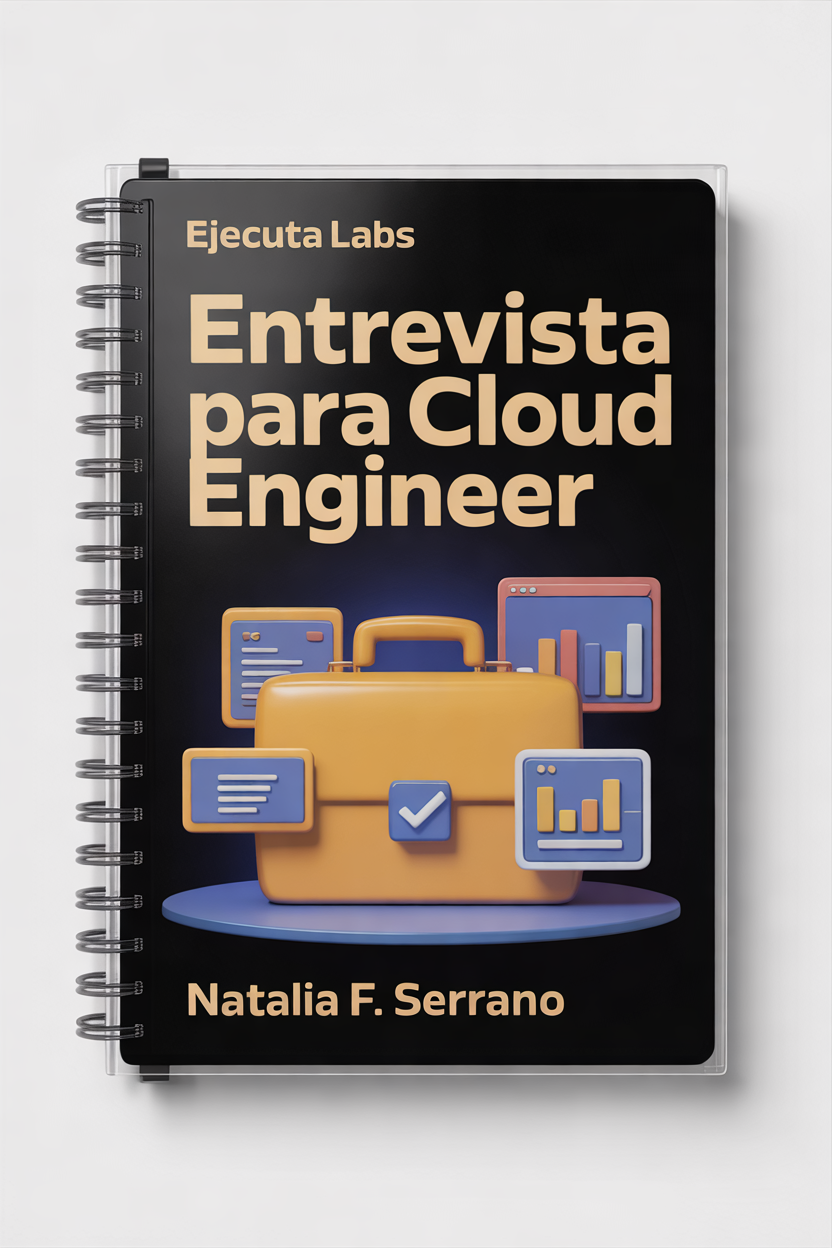 Ejecuta Labs
Entrevista
para Cloud
Engineer
Natalia F. Serrano